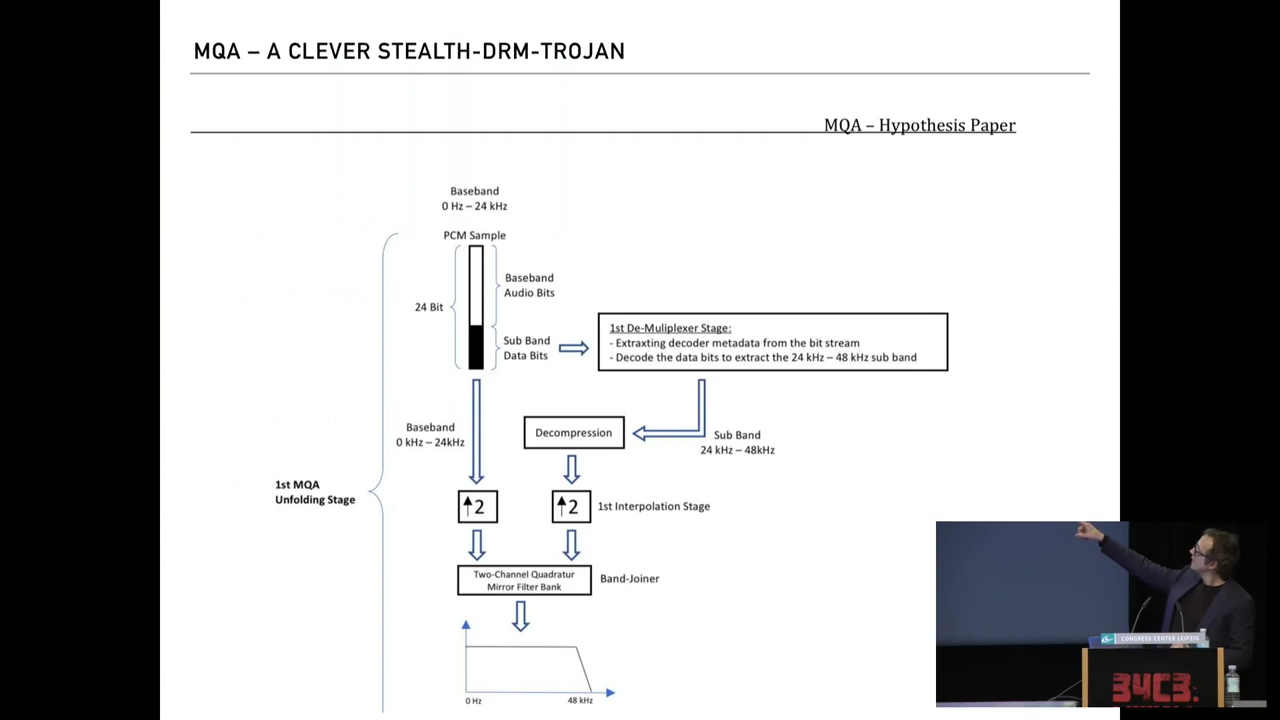 MQA – A CLEVER STEALTH-DRM-TROJAN
MQA – Hypothesis Paper
Baseband
0 Hz – 24 kHz
PCM Sample
24 Bit
Baseband
Audio Bits
Sub Band
Data Bits
1st De-Muliplexer Stage:
- Extraxting decoder metadata from the bit stream
- Decode the data bits to extract the 24 kHz – 48 kHz sub band
Baseband
0 kHz – 24kHz
Decompression
Sub Band
24 kHz – 48kHz
1st MQA
Unfolding Stage
2
2
1st Interpolation Stage
Two-Channel Quadratur
Mirror Filter Bank
Band-Joiner
0 Hz
48 kHz
CONGRESS CENTER LEIPZIG
34C3.